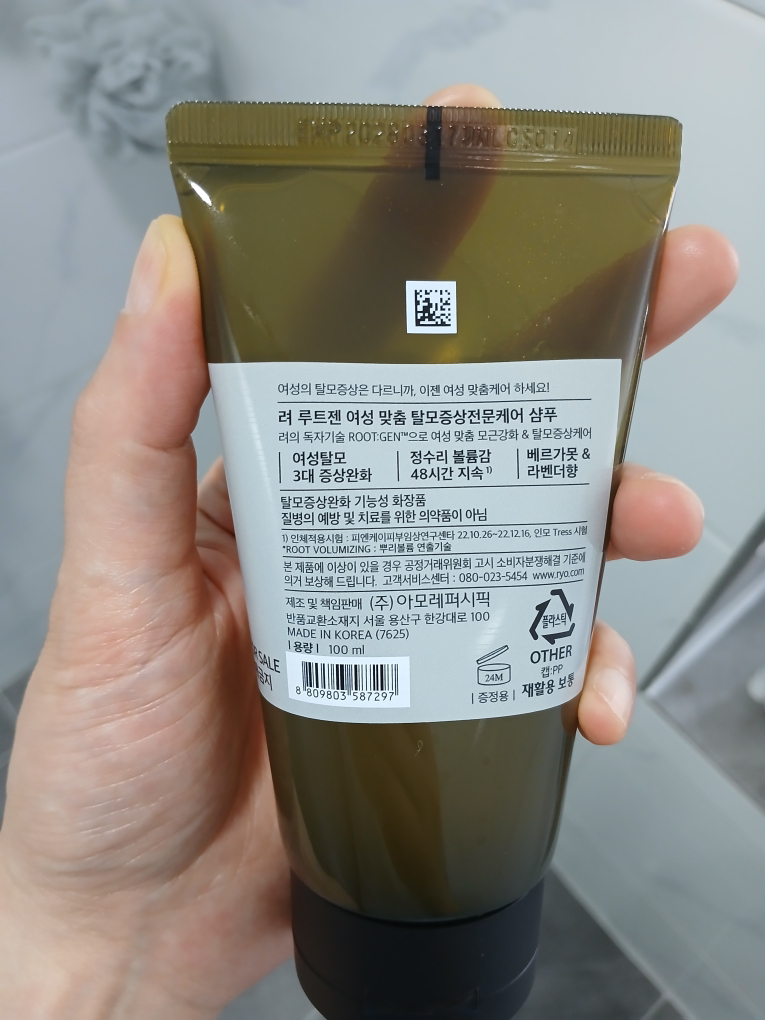 여성의 탈모증상은 다르니까, 이젠 여성 맞춤케어 하세요!
려 루트젠 여성 맞춤 탈모증상전문케어 샴푸
려의 독자기술 ROOT:GEN™으로 여성 맞춤 모근강화 & 탈모증상케어
여성탈모
3대 증상완화
정수리 볼륨감
48시간 지속¹⁾
베르가못 &
라벤더향
탈모증상완화 기능성 화장품
질병의 예방 및 치료를 위한 의약품이 아님
1) 인체적용시험 : 피엔케이피부임상연구센타 22.10.26~22.12.16, 인모 Tress 시험
*ROOT VOLUMIZING : 뿌리볼륨 연출기술
본 제품에 이상이 있을 경우 공정거래위원회 고시 소비자분쟁해결 기준에
의거 보상해 드립니다. 고객서비스센터 : 080-023-5454 www.ryo.com
제조 및 책임판매 (주)아모레퍼시픽
반품교환소재지 서울 용산구 한강대로 100
MADE IN KOREA (7625)
|용량| 100 ml
SALE
금지
8 809803 587297
24M
|증정용|
플라스틱
OTHER
캡:PP
재활용 보통